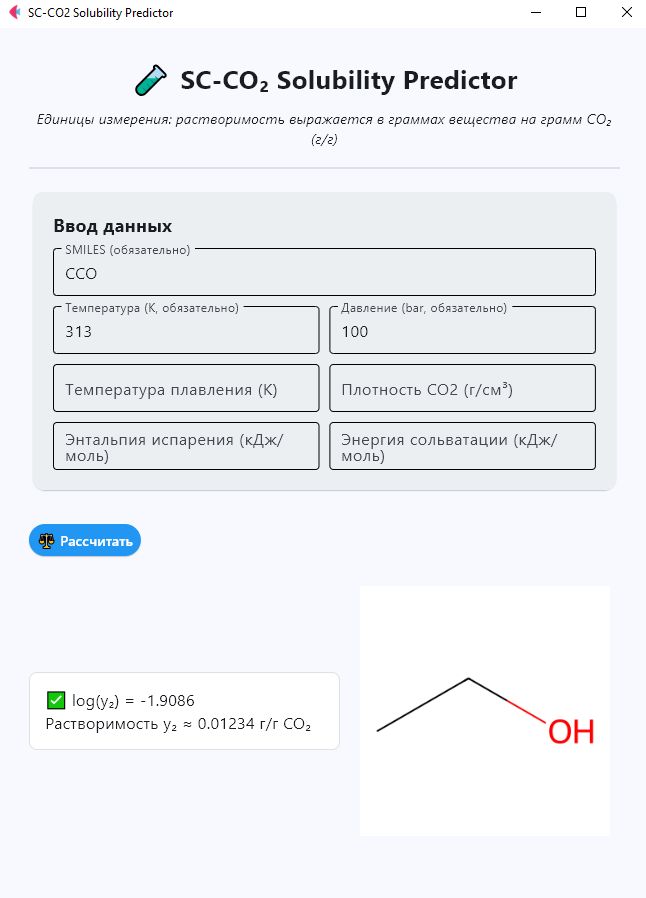 SC-CO2 Solubility Predictor
SC-CO₂ Solubility Predictor
Единицы измерения: растворимость выражается в граммах вещества на грамм CO₂
(г/г)
Ввод данных
SMILES (обязательно)
CCO
Температура (К, обязательно)
Давление (bar, обязательно)
313
100
Температура плавления (К)
Плотность CO2 (г/см³)
Энтальпия испарения (кДж/
моль)
Энергия сольватации (кДж/
моль)
Рассчитать
log(y₂) = -1.9086
Растворимость y₂ ≈ 0.01234 г/г CO₂
OH